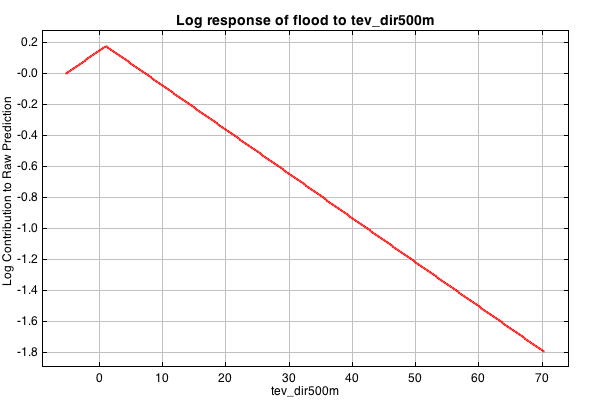 Log response of flood to tev_dir500m
Log Contribution to Raw Prediction
0.2
-0.0
-0.2
-0.4
-0.6
-0.8
-1.0
-1.2
-1.4
-1.6
-1.8
0 10 20 30 40 50 60 70
tev_dir500m